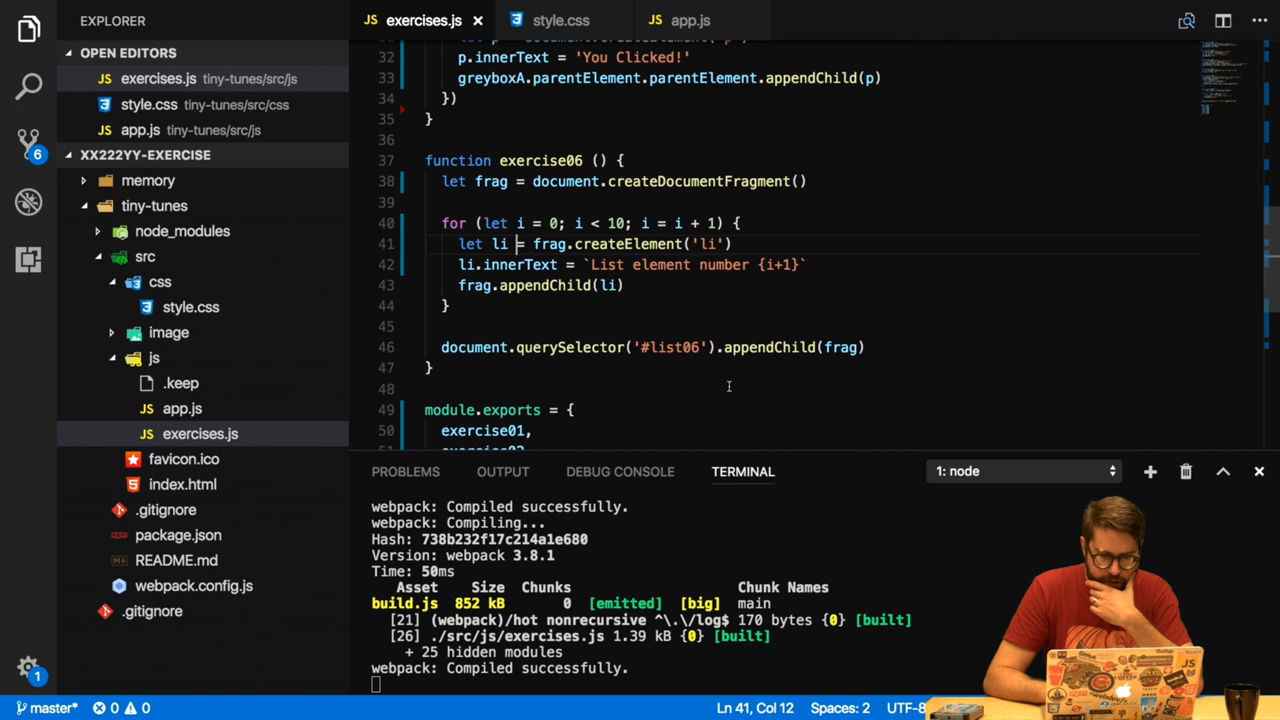 EXPLORER
OPEN EDITORS
JS exercises.js tiny-tunes/src/js
style.css tiny-tunes/src/css
JS app.js tiny-tunes/src/js
XX222YY-EXERCISE
memory
tiny-tunes
node_modules
src
css
style.css
image
js
.keep
JS app.js
JS exercises.js
favicon.ico
index.html
.gitignore
package.json
README.md
webpack.config.js
.gitignore
6
1
JS exercises.js × style.css JS app.js
32 p.innerText = 'You Clicked!'
33 greyboxA.parentElement.parentElement.appendChild(p)
34 })
35 }
36
37 function exercise06 () {
38 let frag = document.createDocumentFragment()
39
40 for (let i = 0; i < 10; i = i + 1) {
41 let li = frag.createElement('li')
42 li.innerText = `List element number {i+1}`
43 frag.appendChild(li)
44 }
45
46 document.querySelector('#list06').appendChild(frag)
47 }
48
49 module.exports = {
50 exercise01,
PROBLEMS OUTPUT DEBUG CONSOLE TERMINAL 1: node
webpack: Compiled successfully.
webpack: Compiling...
Hash: 738b232f17c214a1e680
Version: webpack 3.8.1
Time: 50ms
Asset Size Chunks Chunk Names
build.js 852 kB 0 [emitted] [big] main
[21] (webpack)/hot nonrecursive ^\.\/log$ 170 bytes {0} [built]
[26] ./src/js/exercises.js 1.39 kB {0} [built]
+ 25 hidden modules
webpack: Compiled successfully.
master* 0 0 Ln 41, Col 12 Spaces: 2 UTF-8